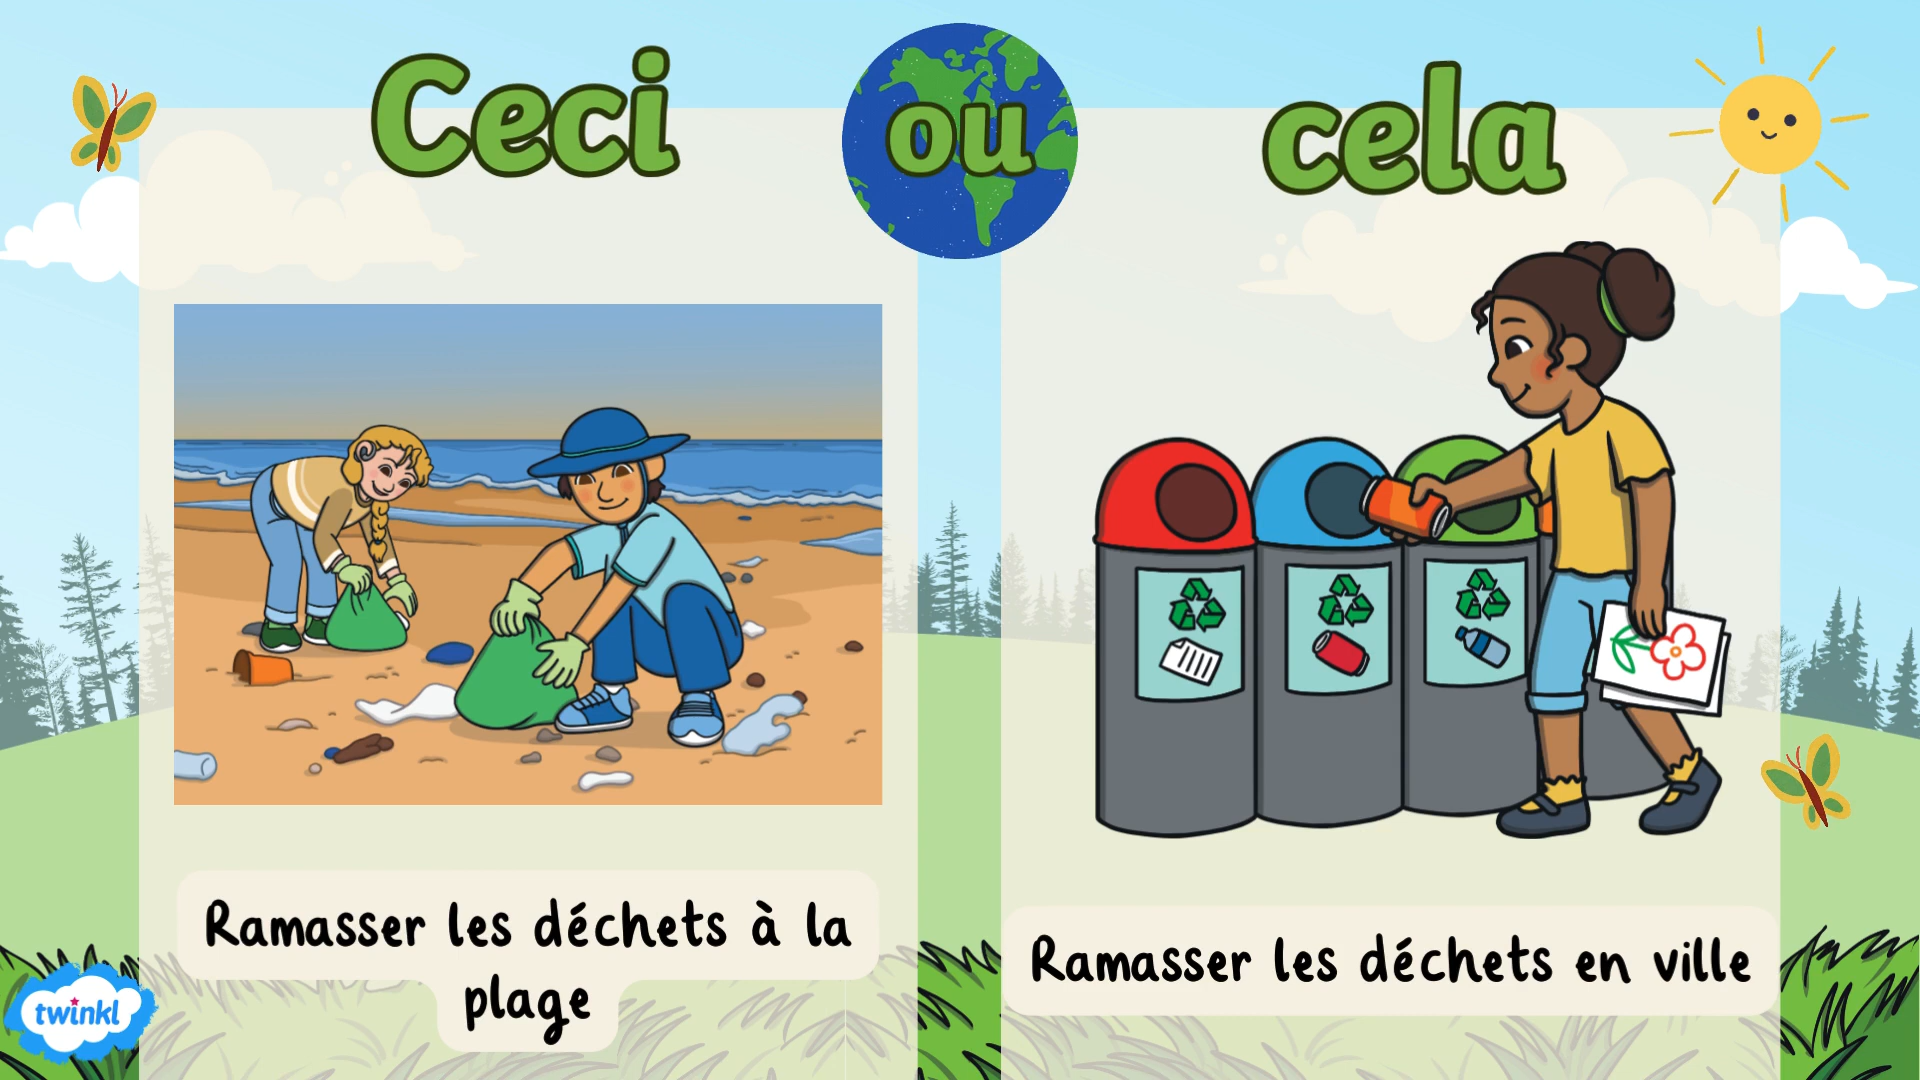 Ceci ou cela
Ramasser les déchets à la
plage
Ramasser les déchets en ville
twinkl